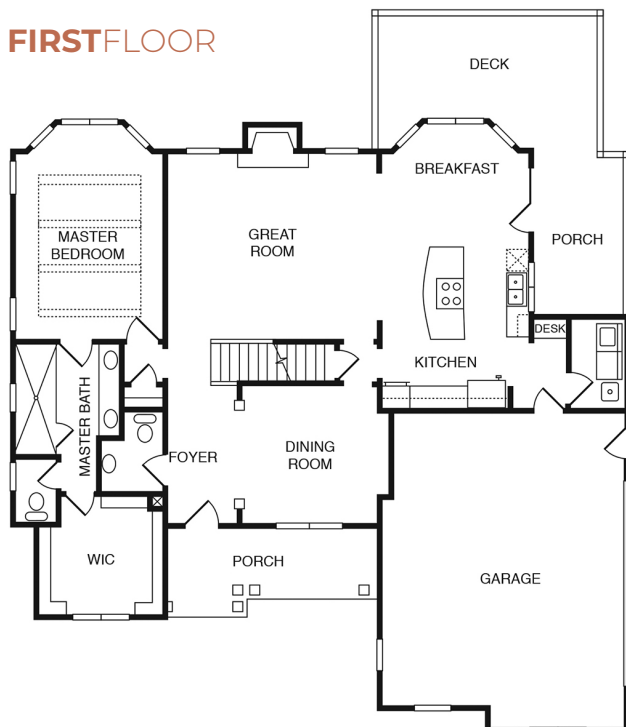 FIRSTFLOOR
DECK
BREAKFAST
MASTER
BEDROOM
GREAT
ROOM
PORCH
DESK
KITCHEN
MASTER BATH
FOYER
DINING
ROOM
WIC
PORCH
GARAGE